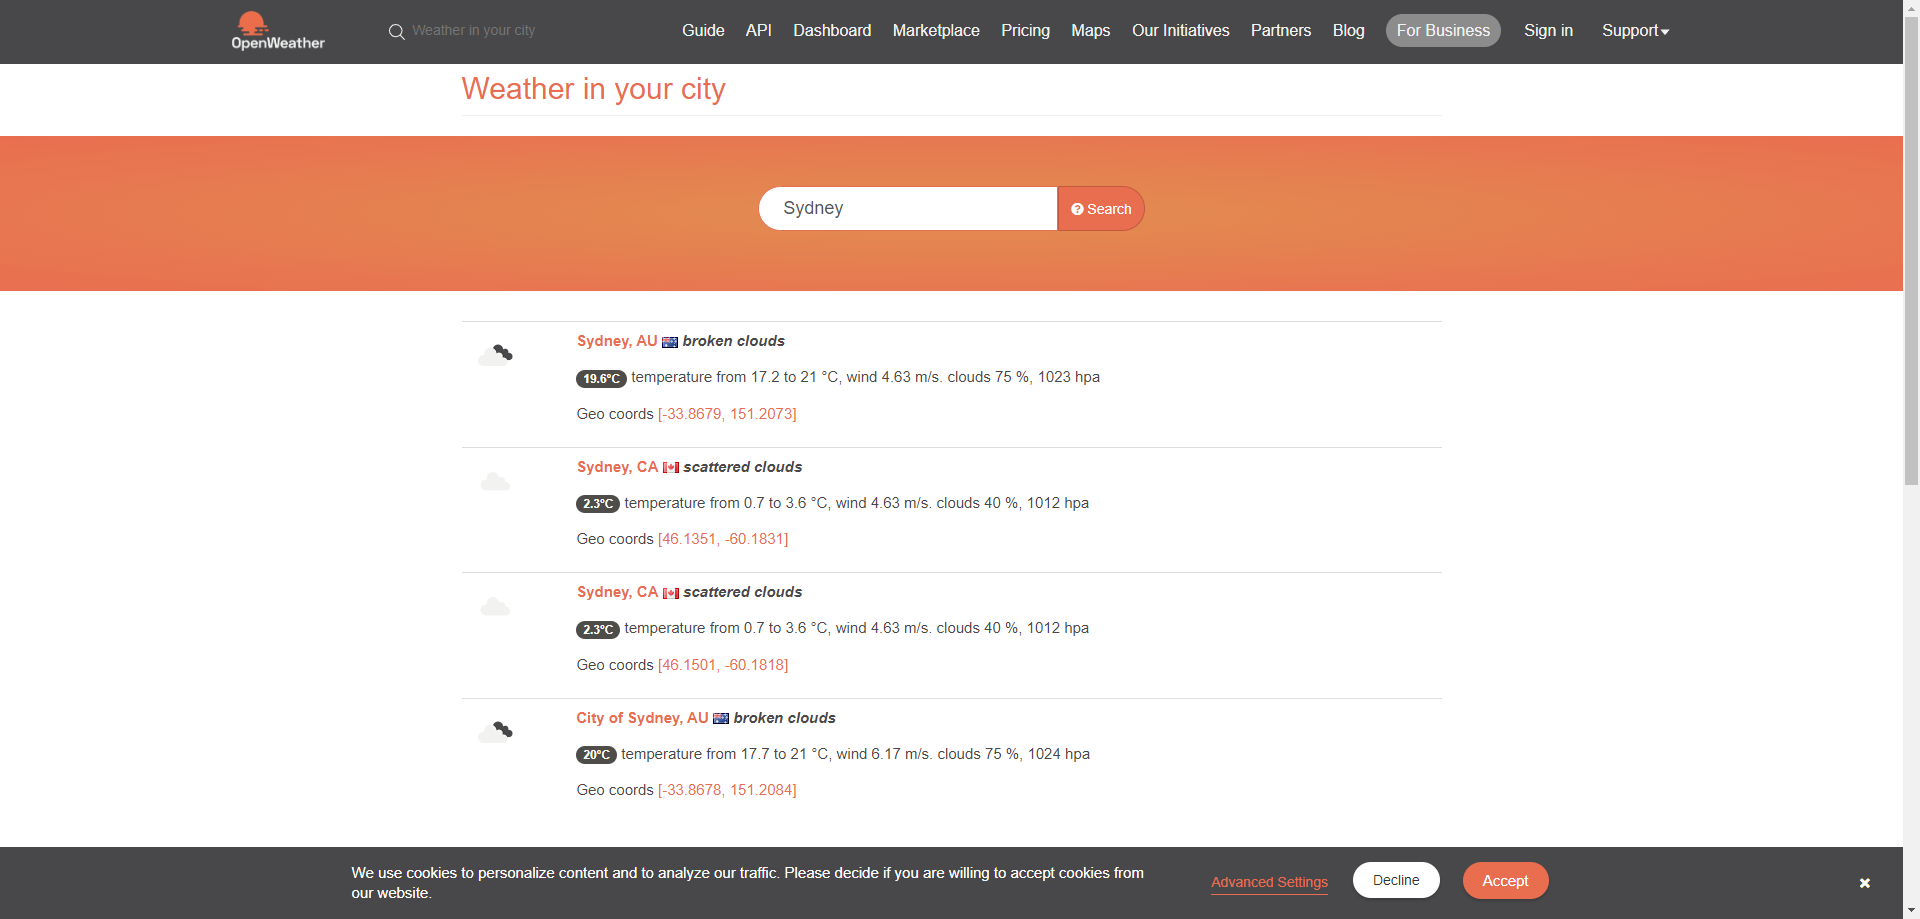 OpenWeather
Weather in your city
Guide API Dashboard Marketplace Pricing Maps Our Initiatives Partners Blog For Business Sign in Support
Weather in your city
Sydney
Search
Sydney, AU broken clouds
19.6°C temperature from 17.2 to 21 °C, wind 4.63 m/s. clouds 75 %, 1023 hpa
Geo coords [-33.8679, 151.2073]
Sydney, CA scattered clouds
2.3°C temperature from 0.7 to 3.6 °C, wind 4.63 m/s. clouds 40 %, 1012 hpa
Geo coords [46.1351, -60.1831]
Sydney, CA scattered clouds
2.3°C temperature from 0.7 to 3.6 °C, wind 4.63 m/s. clouds 40 %, 1012 hpa
Geo coords [46.1501, -60.1818]
City of Sydney, AU broken clouds
20°C temperature from 17.7 to 21 °C, wind 6.17 m/s. clouds 75 %, 1024 hpa
Geo coords [-33.8678, 151.2084]
We use cookies to personalize content and to analyze our traffic. Please decide if you are willing to accept cookies from
our website.
Advanced Settings
Decline
Accept